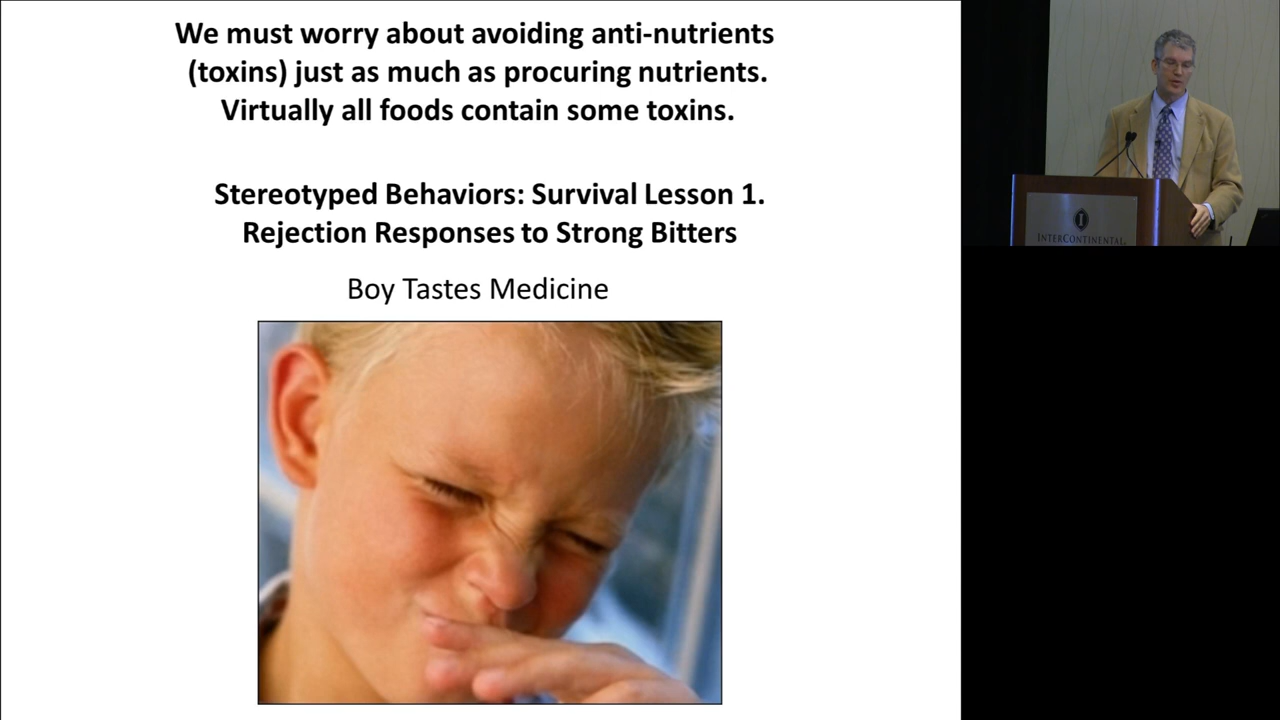 We must worry about avoiding anti-nutrients
(toxins) just as much as procuring nutrients.
Virtually all foods contain some toxins.
Stereotyped Behaviors: Survival Lesson 1.
Rejection Responses to Strong Bitters
Boy Tastes Medicine
I
INTERCONTINENTAL